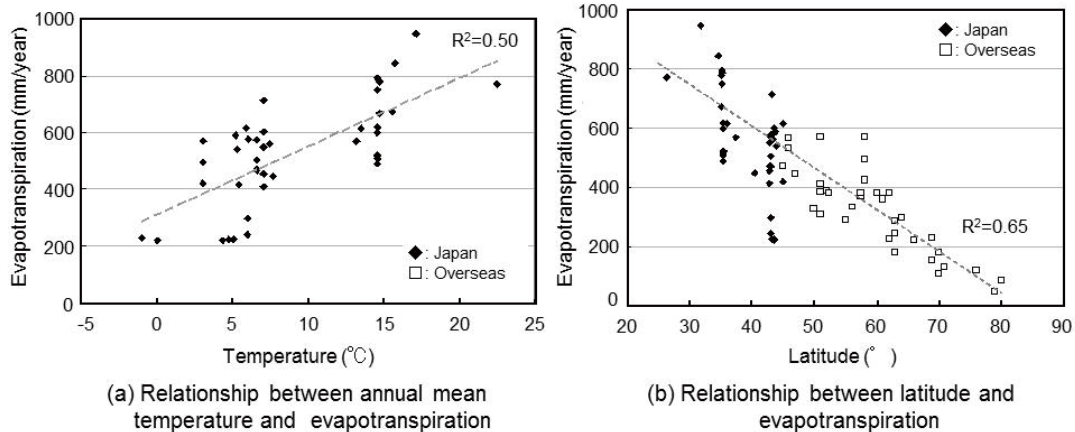 1000
800
600
400
200
0
-5
0
5
10
15
20
25
Evapotranspiration (mm/year)
Temperature (℃)
R²=0.50
◆: Japan
□: Overseas
(a) Relationship between annual mean
temperature and evapotranspiration
1000
800
600
400
200
0
20
30
40
50
60
70
80
90
Evapotranspiration (mm/year)
Latitude (°)
◆: Japan
□: Overseas
R²=0.65
(b) Relationship between latitude and
evapotranspiration